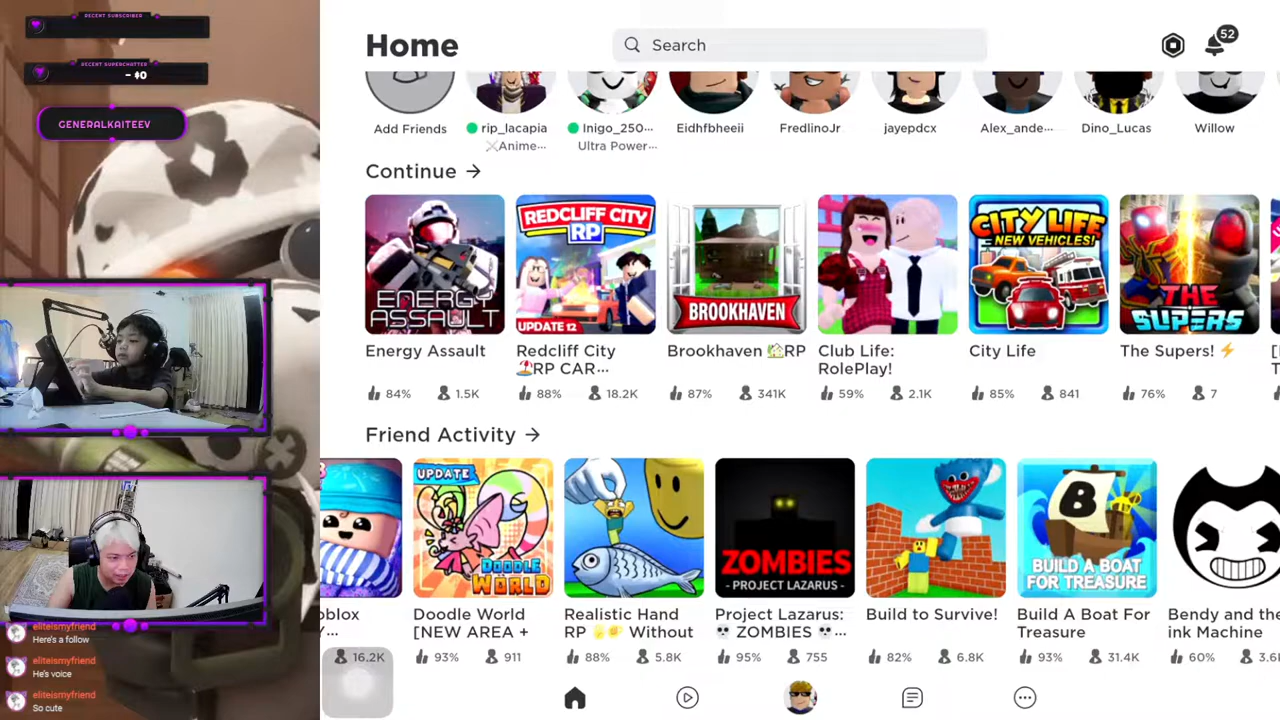 RECENT SUBSCRIBER
RECENT SUPERCHATTER
- $0
GENERALKAITEEV
eliteismyfriend
Here's a follow
eliteismyfriend
He's voice
eliteismyfriend
So cute
Home
Search
52
Add Friends
rip_lacapia
Anime···
Inigo_250···
Ultra Power···
Eidhfbheeii
FredlinoJr
jayepdcx
Alex_ande···
Dino_Lucas
Willow
Continue →
ENERGY ASSAULT
REDCLIFF CITY
RP
UPDATE 12
BROOKHAVEN
CITY LIFE
NEW VEHICLES!
THE SUPERS
Energy Assault
84% 1.5K
Redcliff City
RP CAR···
88% 18.2K
Brookhaven RP
87% 341K
Club Life:
RolePlay!
59% 2.1K
City Life
85% 841
The Supers!
76% 7
Friend Activity →
UPDATE
DOODLE WORLD
ZOMBIES
- PROJECT LAZARUS -
B
BUILD A BOAT
FOR TREASURE
oblox
16.2K
Doodle World
[NEW AREA +
93% 911
Realistic Hand
RP Without
88% 5.8K
Project Lazarus:
ZOMBIES ···
95% 755
Build to Survive!
82% 6.8K
Build A Boat For
Treasure
93% 31.4K
Bendy and the
ink Machine
60% 3.6